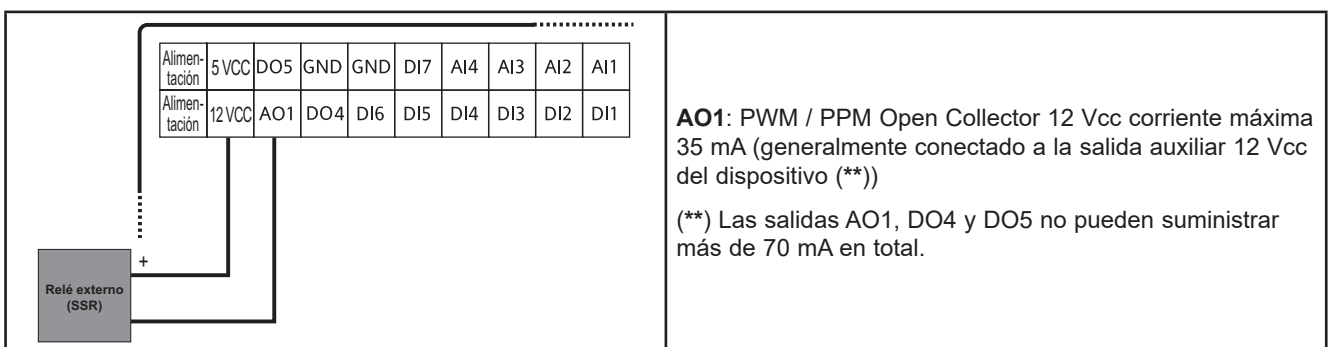 Alimen-
tación
5 VCC DO5 GND GND DI7 AI4 AI3 AI2 AI1
Alimen-
tación
12 VCC AO1 DO4 DI6 DI5 DI4 DI3 DI2 DI1
+
Relé externo
(SSR)
AO1: PWM / PPM Open Collector 12 Vcc corriente máxima
35 mA (generalmente conectado a la salida auxiliar 12 Vcc
del dispositivo (**))
(**) Las salidas AO1, DO4 y DO5 no pueden suministrar
más de 70 mA en total.